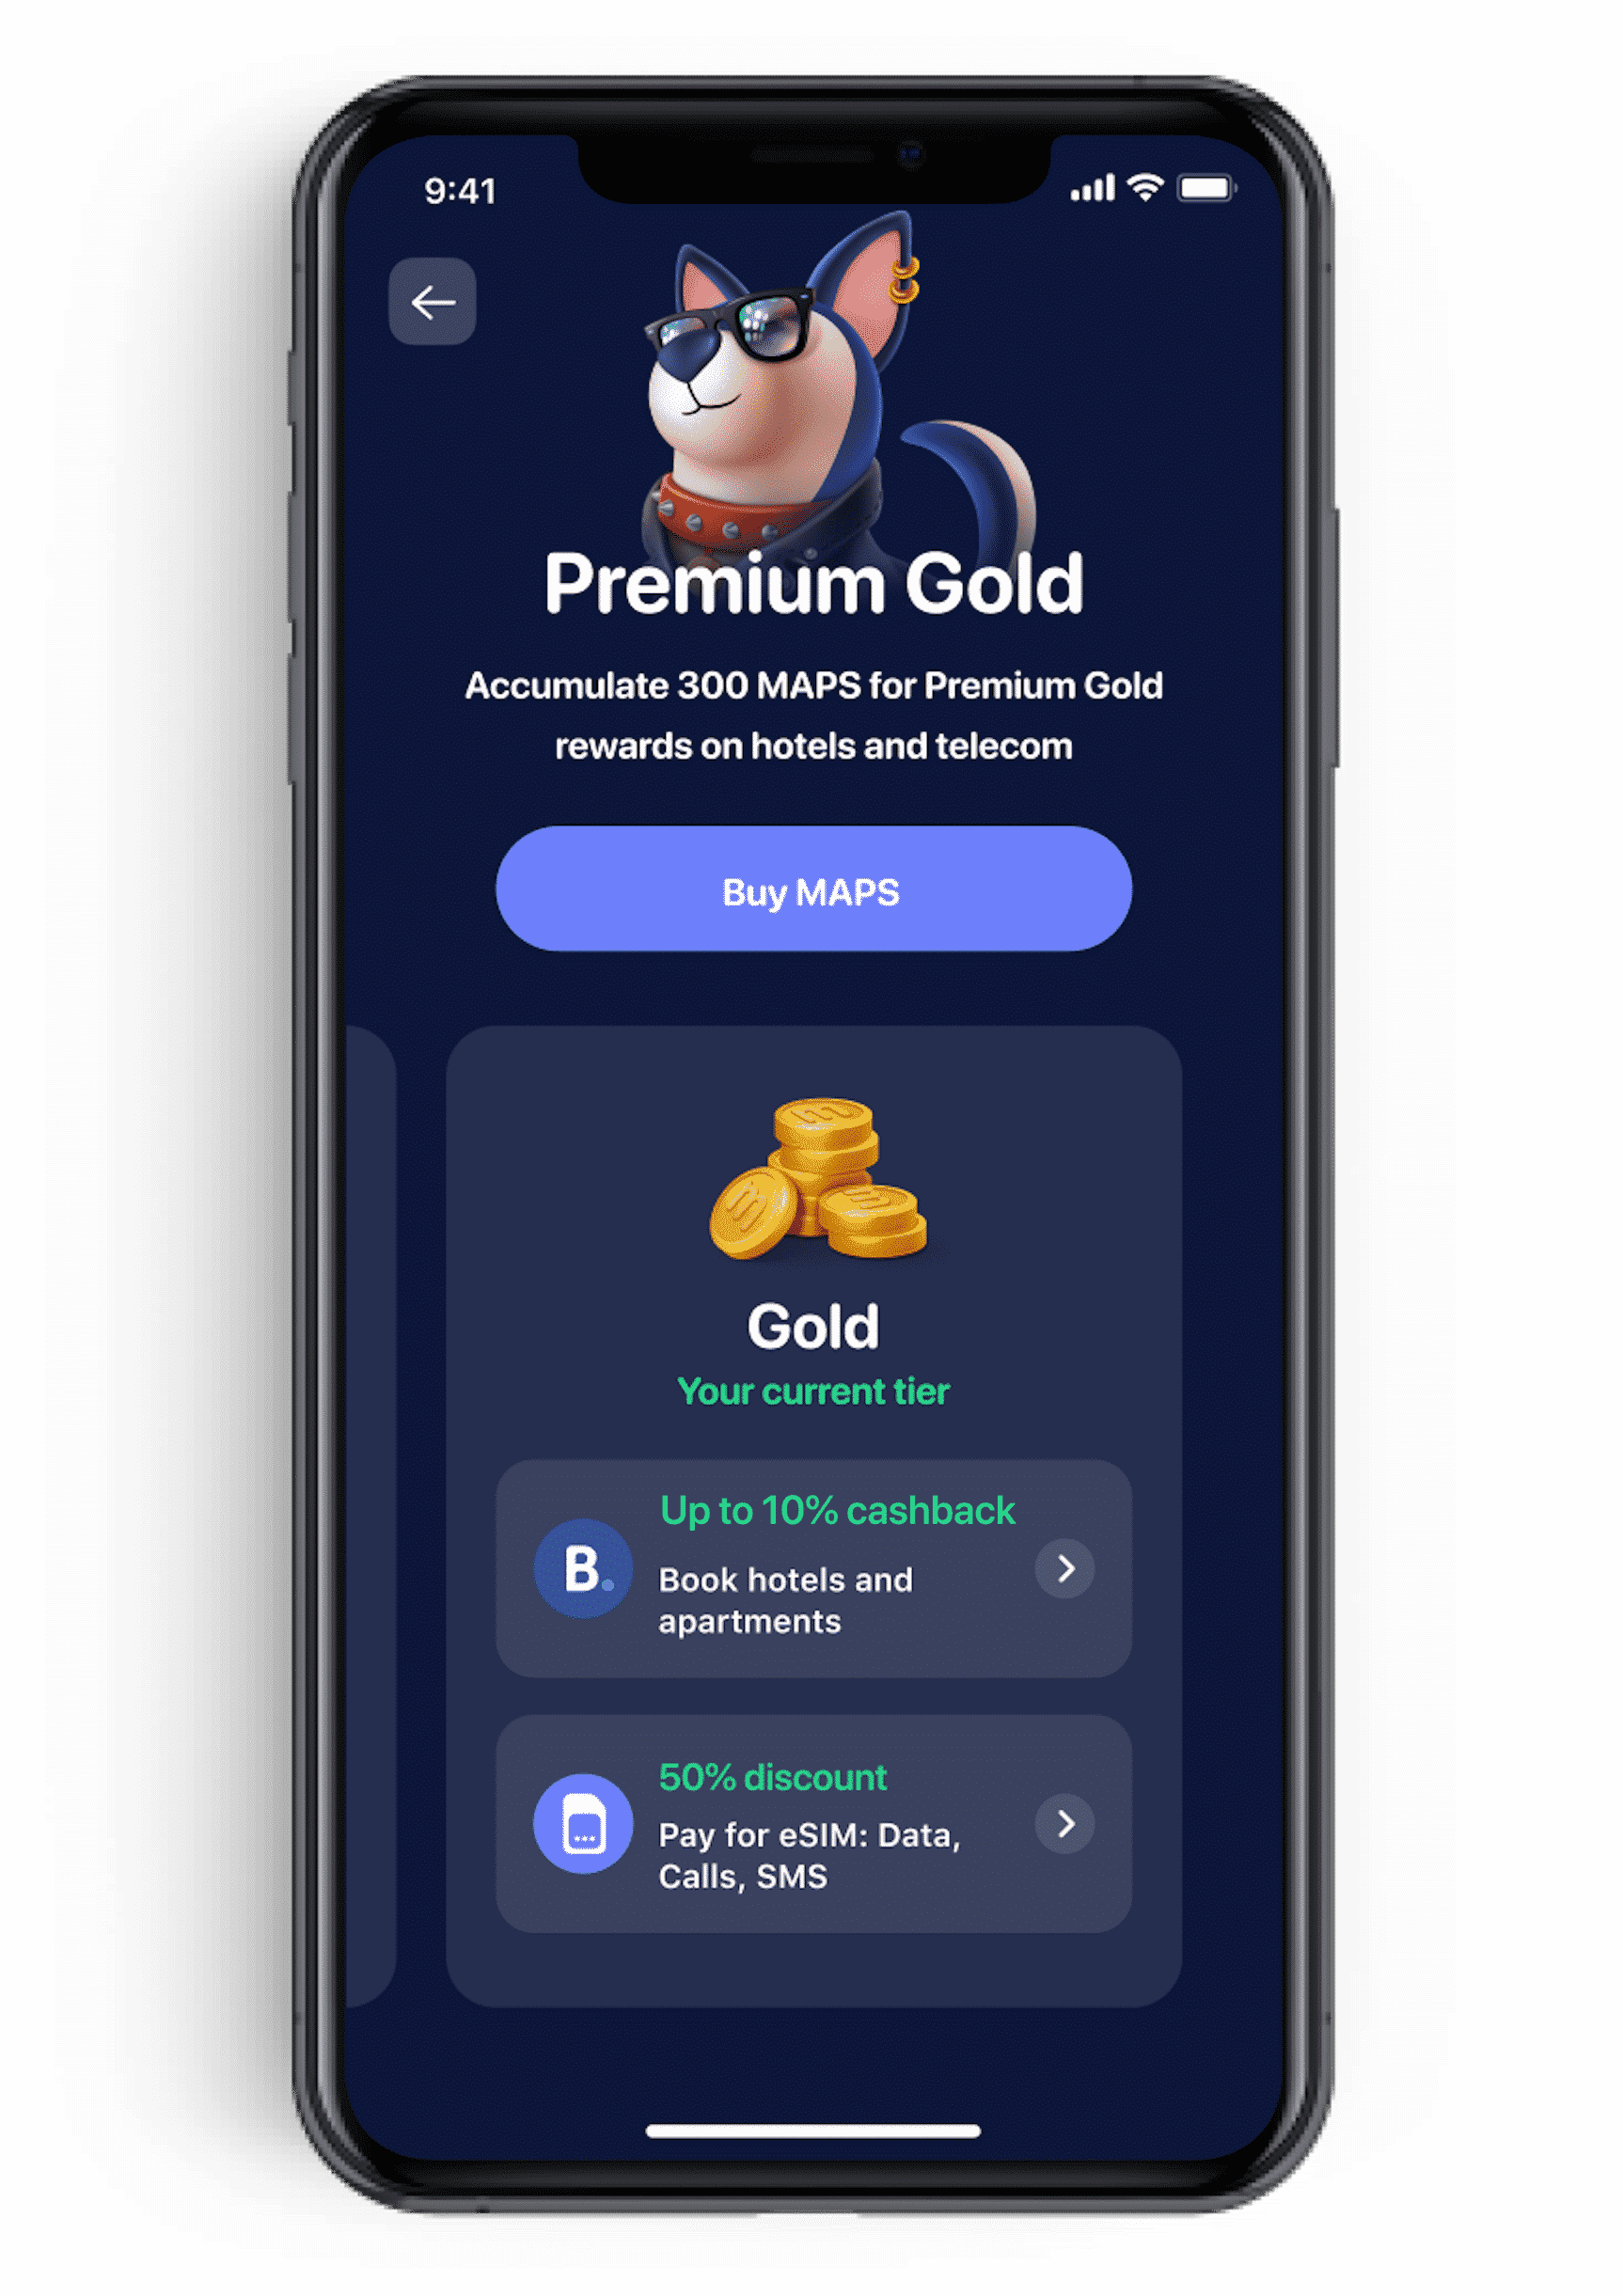 9:41
Premium Gold
Accumulate 300 MAPS for Premium Gold
rewards on hotels and telecom
Buy MAPS
m
m
m
Gold
Your current tier
Up to 10% cashback
B.
Book hotels and
apartments
50% discount
Pay for eSIM: Data,
Calls, SMS